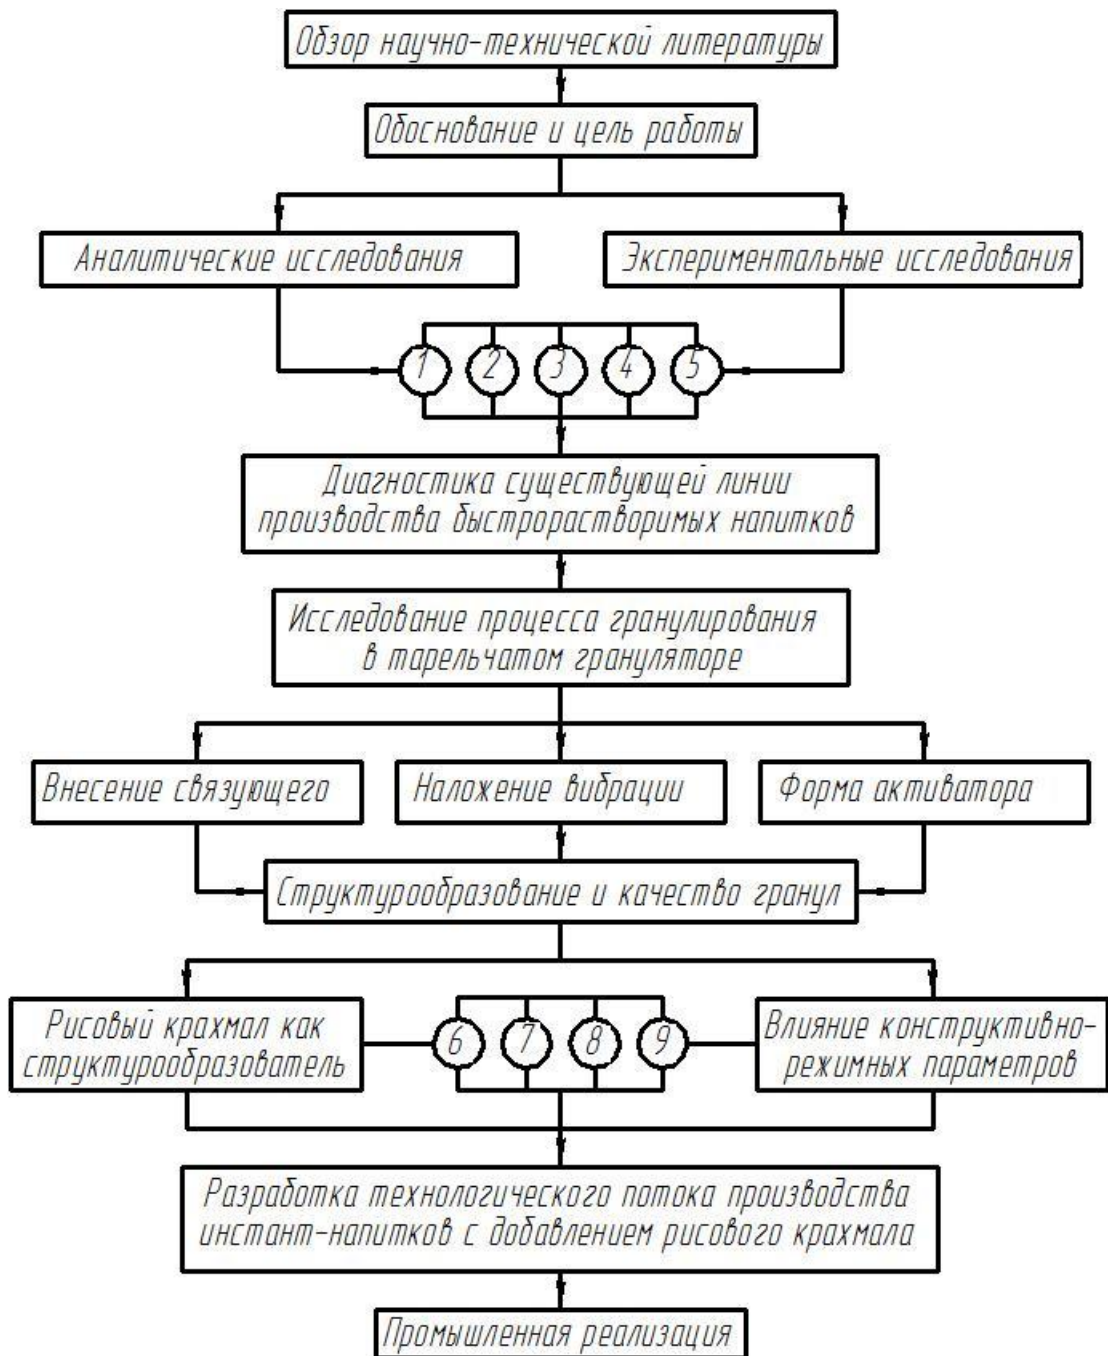 Обзор научно-технической литературы
Обоснование и цель работы
Аналитические исследования
Экспериментальные исследования
1 2 3 4 5
Диагностика существующей линии
производства быстрорастворимых напитков
Исследование процесса гранулирования
в тарельчатом грануляторе
Внесение связующего
Наложение вибрации
Форма активатора
Структурообразование и качество гранул
Рисовый крахмал как
структурообразователь
6 7 8 9
Влияние конструктивно-
режимных параметров
Разработка технологического потока производства
инстант-напитков с добавлением рисового крахмала
Промышленная реализация